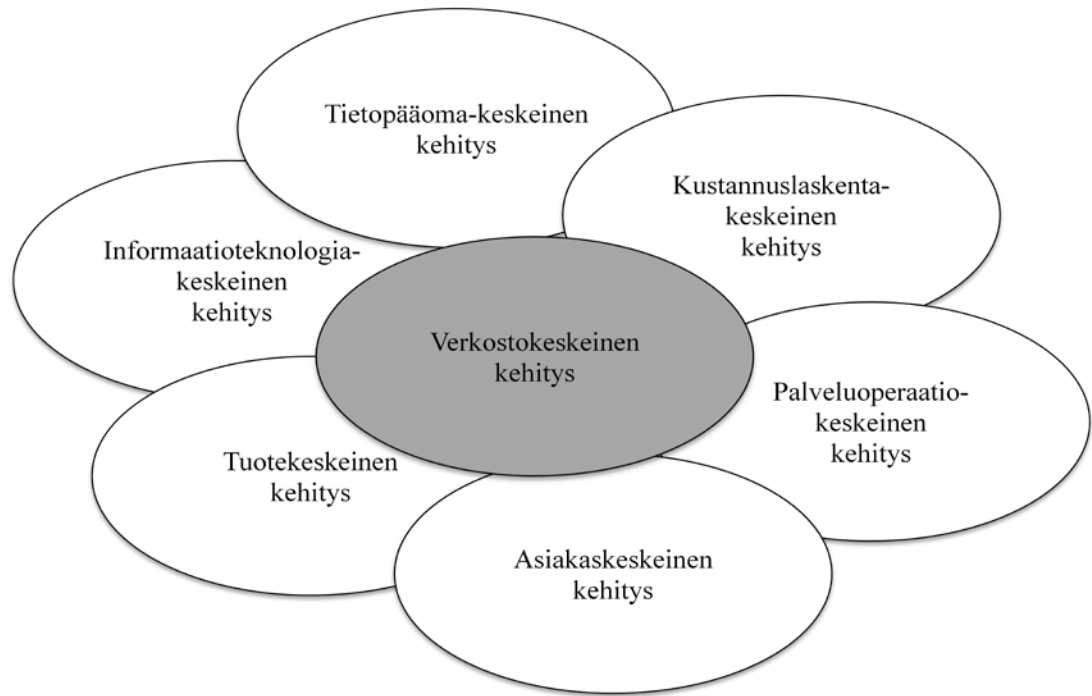 Tietopääoma-keskeinen
kehitys
Kustannuslaskenta-
keskeinen
kehitys
Informaatioteknologia-
keskeinen
kehitys
Verkostokeskeinen
kehitys
Palveluoperaatio-
keskeinen
kehitys
Tuotekeskeinen
kehitys
Asiakaskeskeinen
kehitys